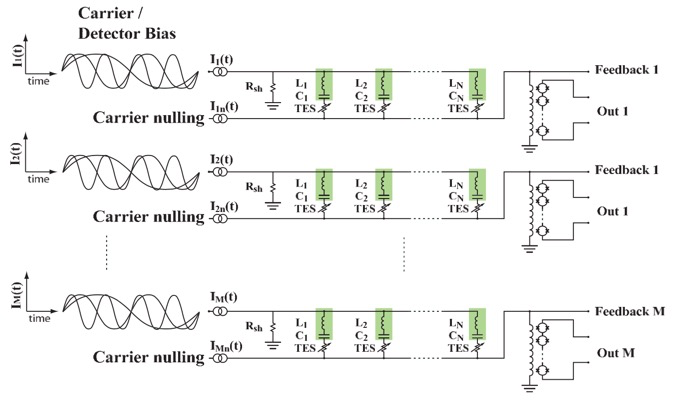 Carrier /
Detector Bias
I1(t)
time
I1(t)
Rsh
L1
C1
TES
L2
C2
TES
LN
CN
TES
Feedback 1
Out 1
Carrier nulling
I1n(t)
I2(t)
time
I2(t)
Rsh
L1
C1
TES
L2
C2
TES
LN
CN
TES
Feedback 1
Out 1
Carrier nulling
I2n(t)
IM(t)
time
IM(t)
Rsh
L1
C1
TES
L2
C2
TES
LN
CN
TES
Feedback M
Out M
Carrier nulling
IMn(t)